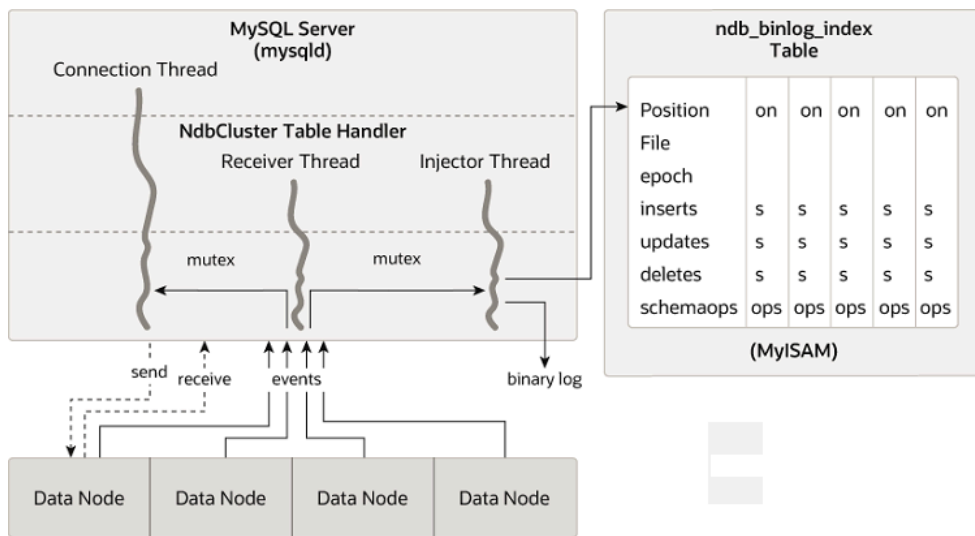 MySQL Server
(mysqld)
Connection Thread
NdbCluster Table Handler
Receiver Thread
Injector Thread
mutex
mutex
send
receive
events
binary log
Data Node
Data Node
Data Node
Data Node
ndb_binlog_index
Table
Position on on on on on
File
epoch
inserts s s s s s
updates s s s s s
deletes s s s s s
schemaops ops ops ops ops ops
(MyISAM)